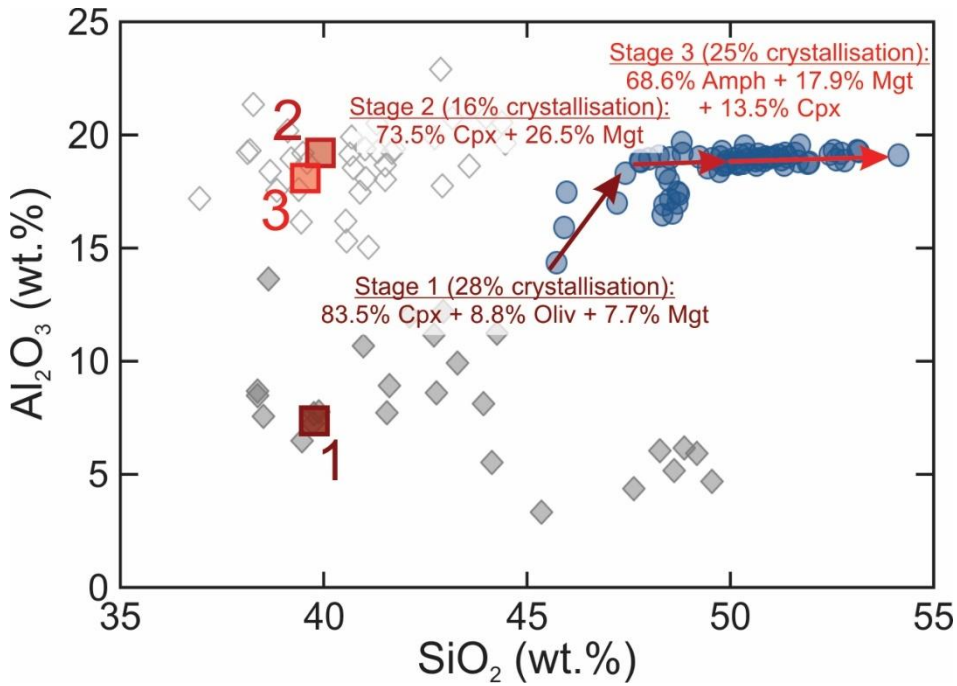 25
20
15
10
5
0
35
40
45
50
55
Al2O3 (wt.%)
SiO2 (wt.%)
Stage 3 (25% crystallisation):
68.6% Amph + 17.9% Mgt
+ 13.5% Cpx
Stage 2 (16% crystallisation):
73.5% Cpx + 26.5% Mgt
2
3
Stage 1 (28% crystallisation):
83.5% Cpx + 8.8% Oliv + 7.7% Mgt
1